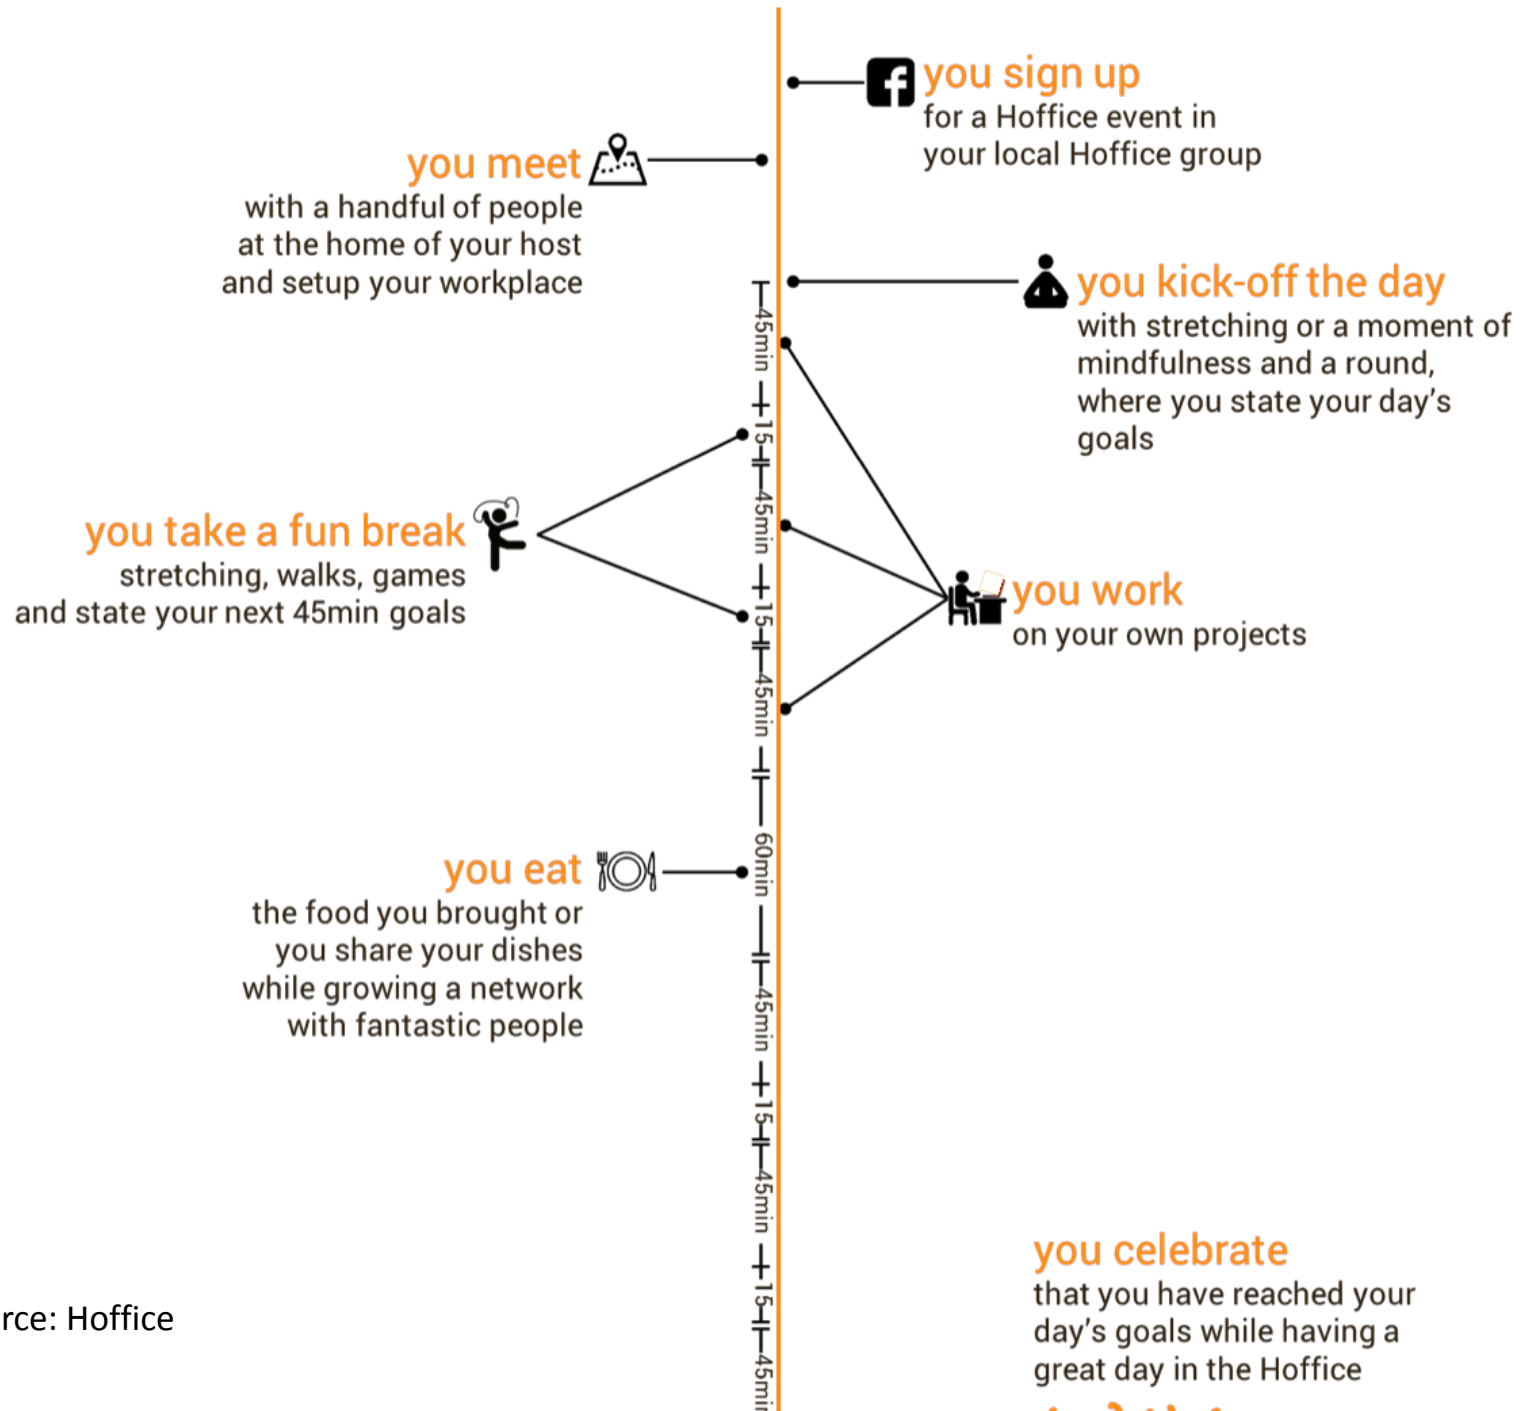 you sign up
for a Hoffice event in
your local Hoffice group
you meet
with a handful of people
at the home of your host
and setup your workplace
you kick-off the day
with stretching or a moment of
mindfulness and a round,
where you state your day's
goals
45min
15
45min
15
45min
you take a fun break
stretching, walks, games
and state your next 45min goals
you work
on your own projects
60min
you eat
the food you brought or
you share your dishes
while growing a network
with fantastic people
45min
15
45min
15
45min
you celebrate
that you have reached your
day's goals while having a
great day in the Hoffice
rce: Hoffice